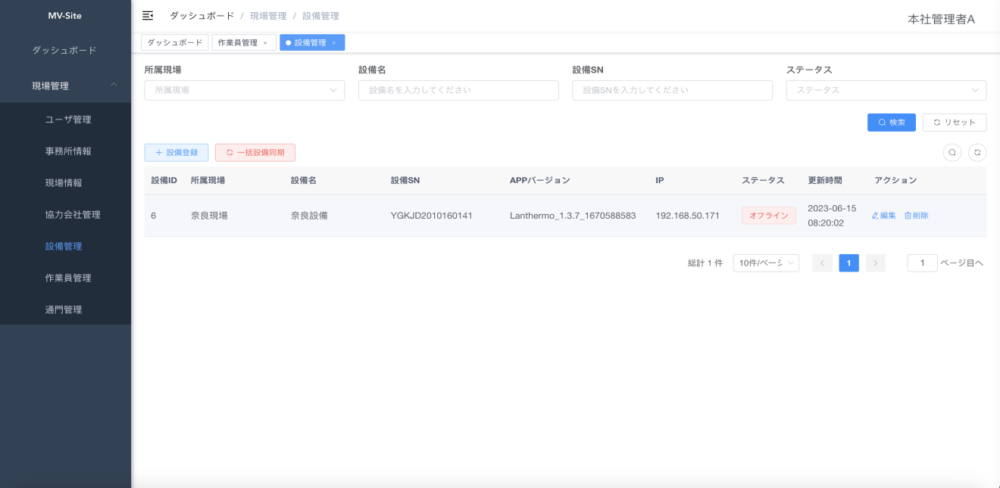 MV-Site
ダッシュボード
現場管理
ユーザ管理
事務所情報
現場情報
協力会社管理
設備管理
作業員管理
通門管理
ダッシュボード / 現場管理 / 設備管理
本社管理者A
ダッシュボード 作業員管理 × 設備管理 ×
所属現場 設備名 設備SN ステータス
所属現場 設備名を入力してください 設備SNを入力してください ステータス
検索 リセット
+ 設備登録 一括設備同期
設備ID 所属現場 設備名 設備SN APPバージョン IP ステータス 更新時間 アクション
6 奈良現場 奈良設備 YGKJD2010160141 Lanthermo_1.3.7_1670588583 192.168.50.171 オフライン 2023-06-15 08:20:02 編集 削除
総計 1 件 10件/ページ < 1 > 1 ページ目へ